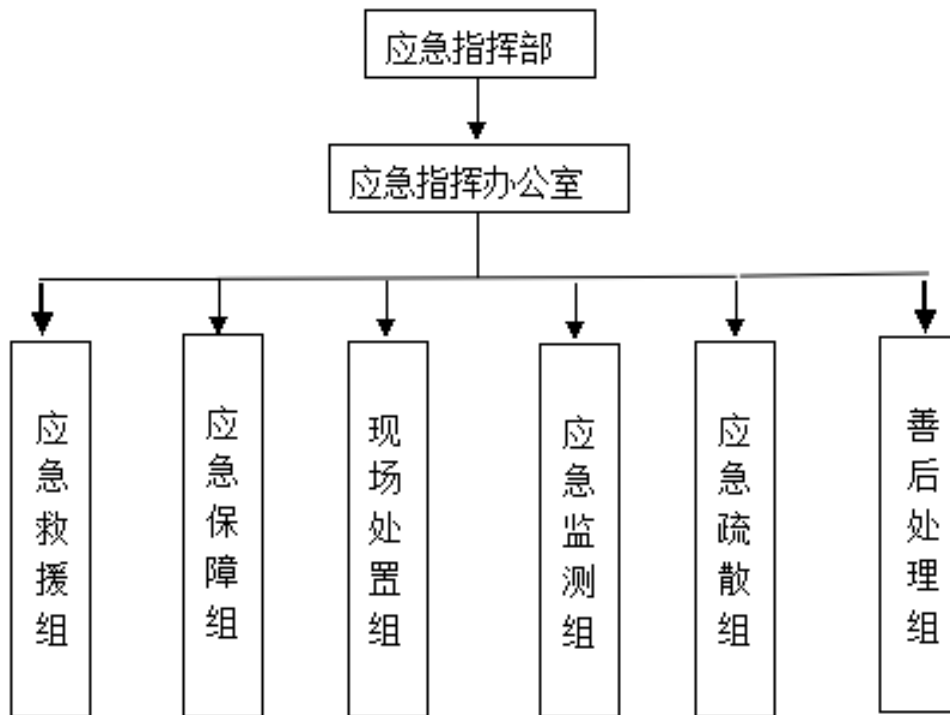 应急指挥部
应急指挥办公室
应急救援组
应急保障组
现场处置组
应急监测组
应急疏散组
善后处理组